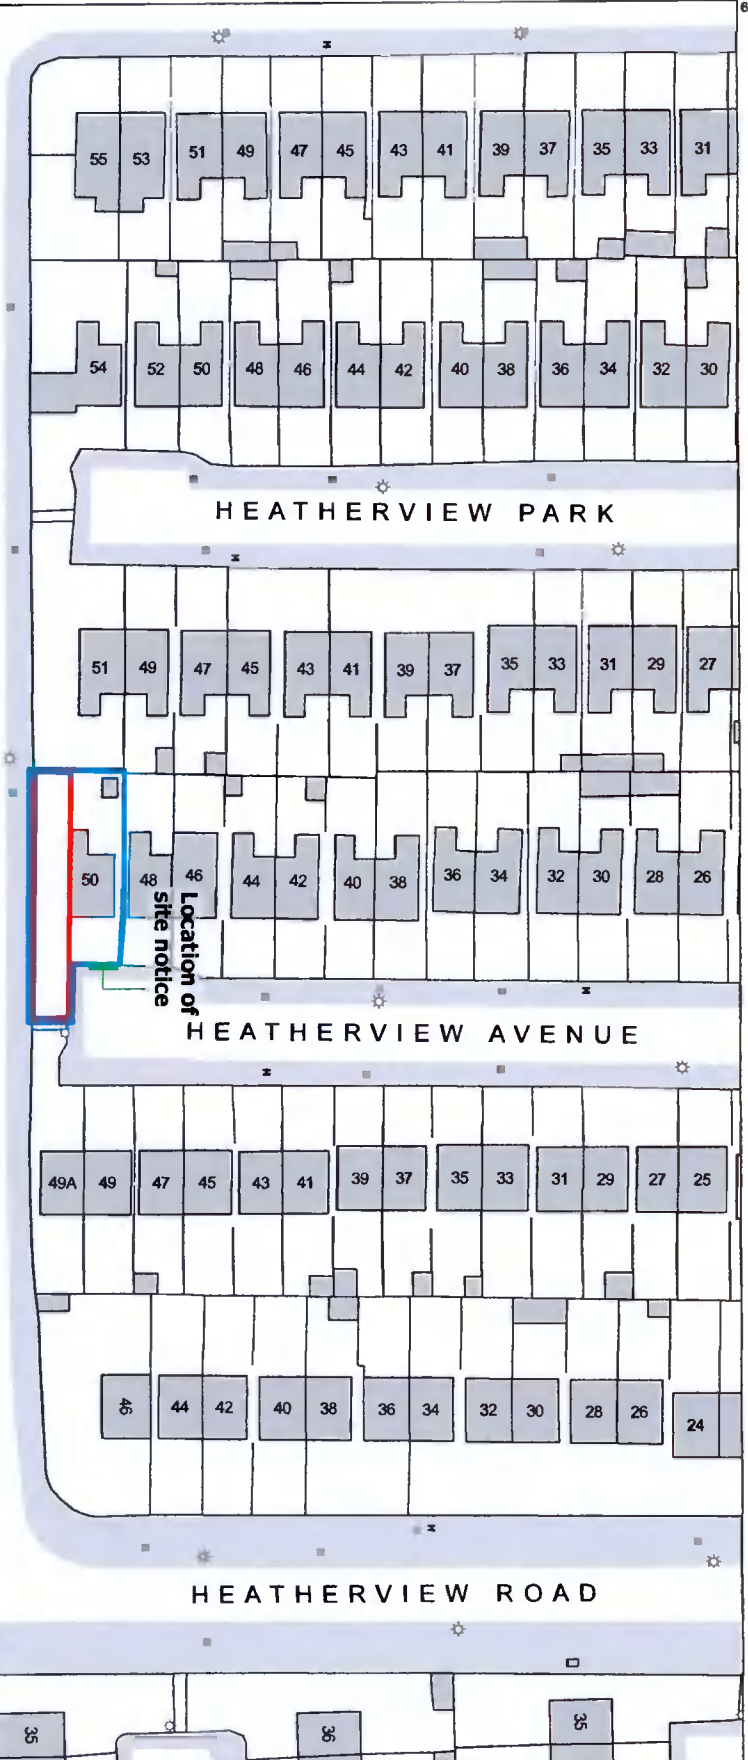 6
55 53 51 49 47 45 43 41 39 37 35 33 31
54 52 50 48 46 44 42 40 38 36 34 32 30
HEATHERVIEW PARK
51 49 47 45 43 41 39 37 35 33 31 29 27
50 48 46 44 42 40 38 36 34 32 30 28 26
Location of
site notice
HEATHERVIEW AVENUE
49A 49 47 45 43 41 39 37 35 33 31 29 27 25
46 44 42 40 38 36 34 32 30 28 26 24
HEATHERVIEW ROAD
35 36 35